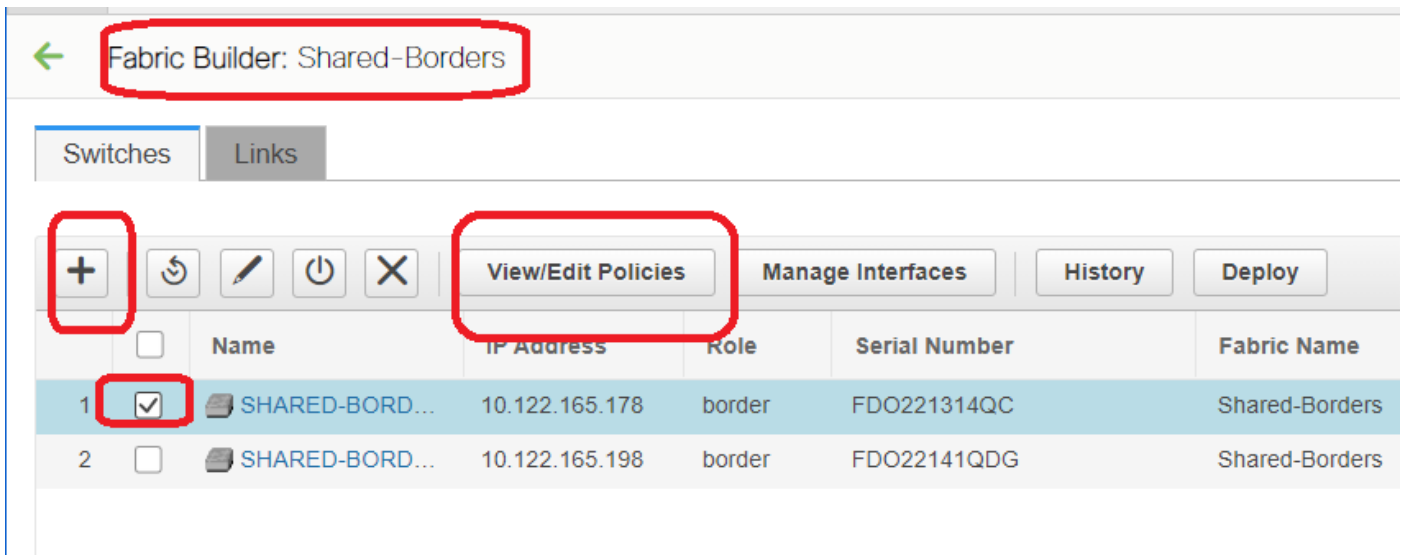 Fabric Builder: Shared-Borders
Switches Links
View/Edit Policies Manage Interfaces History Deploy
Name IP Address Role Serial Number Fabric Name
1 SHARED-BORD... 10.122.165.178 border FDO221314QC Shared-Borders
2 SHARED-BORD... 10.122.165.198 border FDO22141QDG Shared-Borders